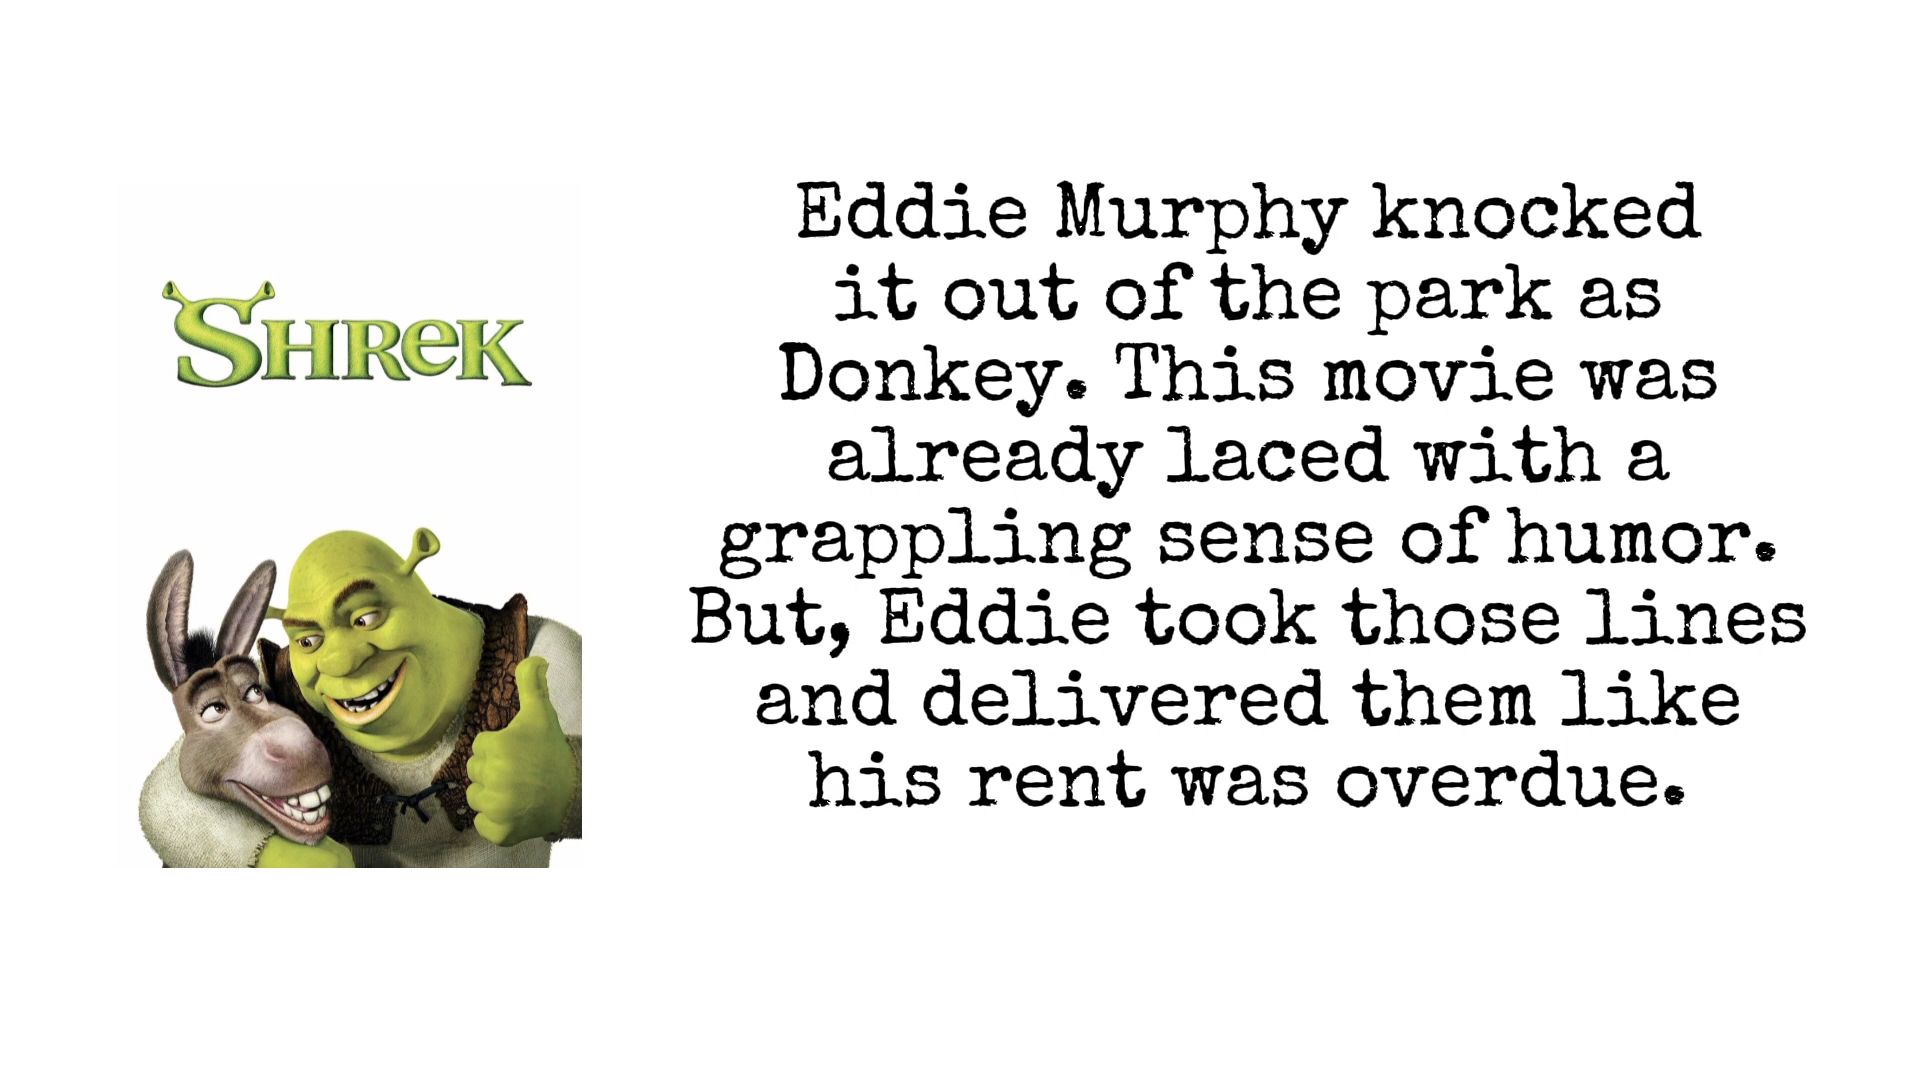 SHREK
Eddie Murphy knocked
it out of the park as
Donkey. This movie was
already laced with a
grappling sense of humor.
But, Eddie took those lines
and delivered them like
his rent was overdue.